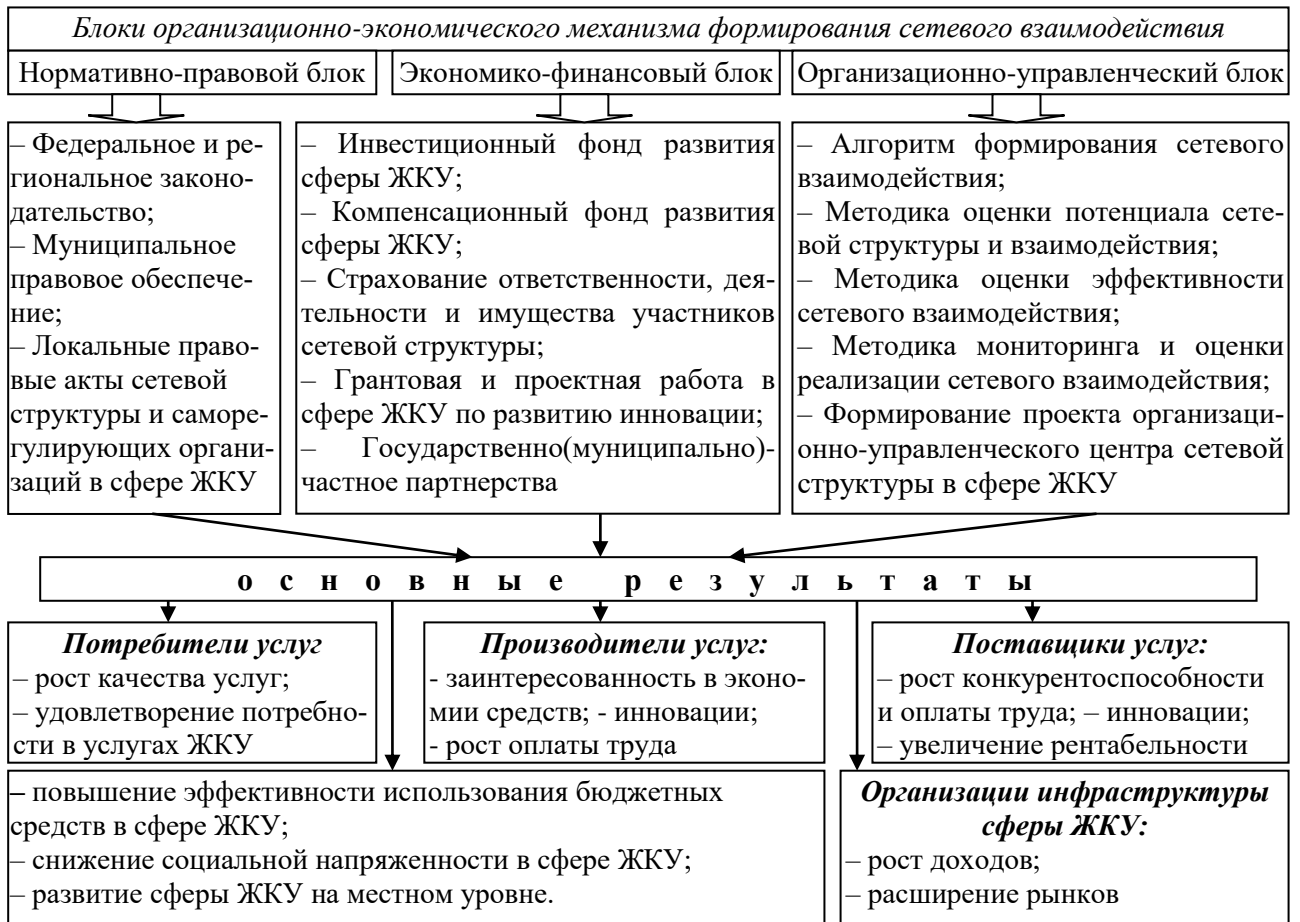 Блоки организационно-экономического механизма формирования сетевого взаимодействия
Нормативно-правовой блок
Экономико-финансовый блок
Организационно-управленческий блок
– Федеральное и ре-
гиональное законо-
дательство;
– Муниципальное
правовое обеспече-
ние;
– Локальные право-
вые акты сетевой
структуры и саморе-
гулирующих органи-
заций в сфере ЖКУ
– Инвестиционный фонд развития
сферы ЖКУ;
– Компенсационный фонд развития
сферы ЖКУ;
– Страхование ответственности, дея-
тельности и имущества участников
сетевой структуры;
– Грантовая и проектная работа в
сфере ЖКУ по развитию инновации;
– Государственно(муниципально)-
частное партнерства
– Алгоритм формирования сетевого
взаимодействия;
– Методика оценки потенциала сете-
вой структуры и взаимодействия;
– Методика оценки эффективности
сетевого взаимодействия;
– Методика мониторинга и оценки
реализации сетевого взаимодействия;
– Формирование проекта организаци-
онно-управленческого центра сетевой
структуры в сфере ЖКУ
о с н о в н ы е р е з у л ь т а т ы
Потребители услуг
– рост качества услуг;
– удовлетворение потребно-
сти в услугах ЖКУ
Производители услуг:
- заинтересованность в эконо-
мии средств; - инновации;
- рост оплаты труда
Поставщики услуг:
– рост конкурентоспособности
и оплаты труда; – инновации;
– увеличение рентабельности
– повышение эффективности использования бюджетных
средств в сфере ЖКУ;
– снижение социальной напряженности в сфере ЖКУ;
– развитие сферы ЖКУ на местном уровне.
Организации инфраструктуры
сферы ЖКУ:
– рост доходов;
– расширение рынков